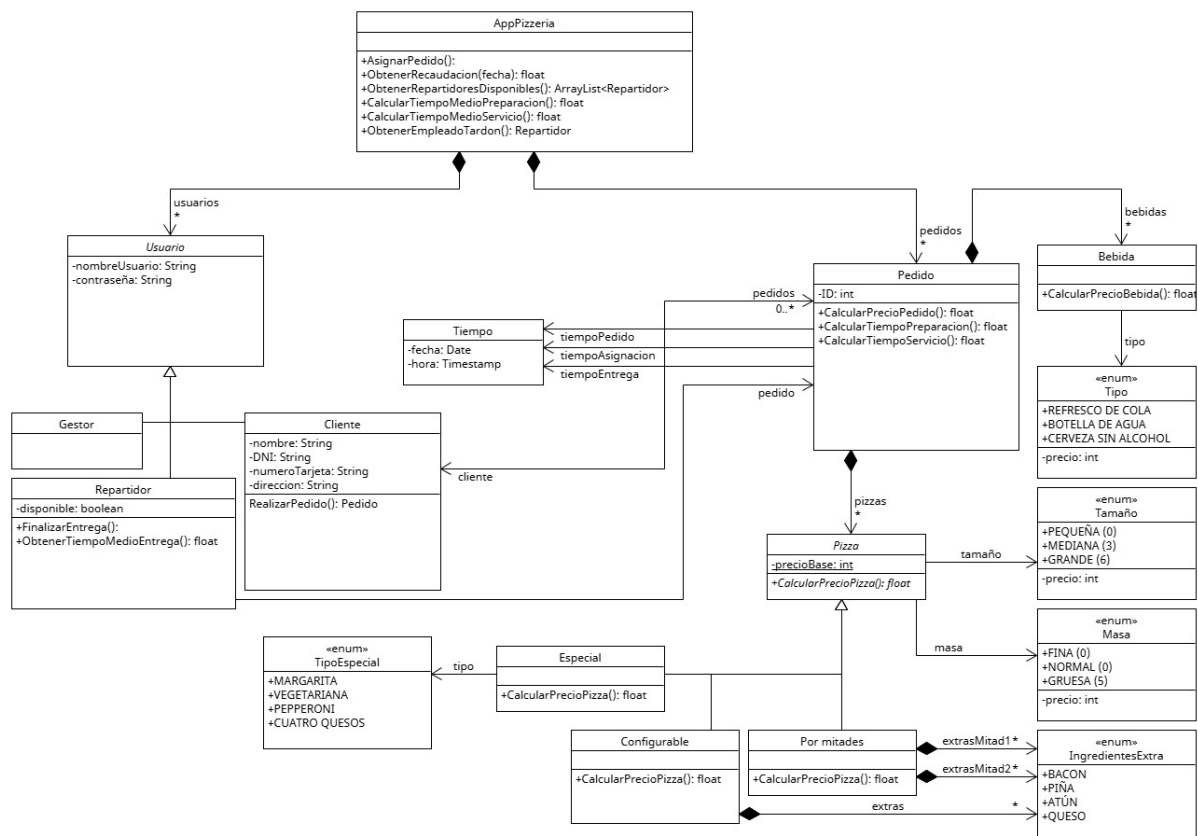 AppPizzeria
+AsignarPedido():
+ObtenerRecaudacion(fecha): float
+ObtenerRepartidoresDisponibles(): ArrayList<Repartidor>
+CalcularTiempoMedioPreparacion(): float
+CalcularTiempoMedioServicio(): float
+ObtenerEmpleadoTardon(): Repartidor
usuarios
*
pedidos
*
bebidas
*
Usuario
-nombreUsuario: String
-contraseña: String
Pedido
-ID: int
+CalcularPrecioPedido(): float
+CalcularTiempoPreparacion(): float
+CalcularTiempoServicio(): float
Bebida
+CalcularPrecioBebida(): float
pedidos
0..*
Tiempo
-fecha: Date
-hora: Timestamp
tiempoPedido
tiempoAsignacion
tiempoEntrega
pedido
tipo
«enum»
Tipo
+REFRESCO DE COLA
+BOTELLA DE AGUA
+CERVEZA SIN ALCOHOL
-precio: int
Gestor
Cliente
-nombre: String
-DNI: String
-numeroTarjeta: String
-direccion: String
RealizarPedido(): Pedido
cliente
Repartidor
-disponible: boolean
+FinalizarEntrega():
+ObtenerTiempoMedioEntrega(): float
pizzas
*
Pizza
-precioBase: int
+CalcularPrecioPizza(): float
tamaño
«enum»
Tamaño
+PEQUEÑA (0)
+MEDIANA (3)
+GRANDE (6)
-precio: int
masa
«enum»
Masa
+FINA (0)
+NORMAL (0)
+GRUESA (5)
-precio: int
«enum»
TipoEspecial
+MARGARITA
+VEGETARIANA
+PEPPERONI
+CUATRO QUESOS
tipo
Especial
+CalcularPrecioPizza(): float
Configurable
+CalcularPrecioPizza(): float
Por mitades
+CalcularPrecioPizza(): float
extrasMitad1*
extrasMitad2*
extras
*
«enum»
IngredientesExtra
+BACON
+PIÑA
+ATÚN
+QUESO